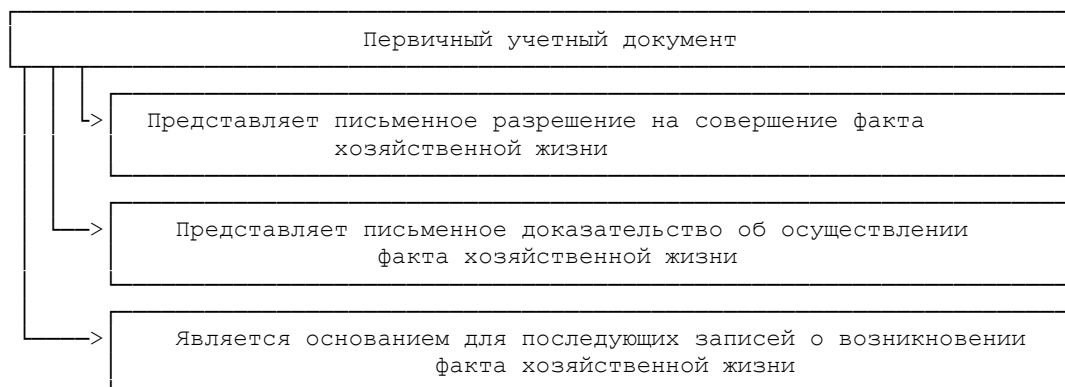 Первичный учетный документ
Представляет письменное разрешение на совершение факта
хозяйственной жизни
Представляет письменное доказательство об осуществлении
факта хозяйственной жизни
Является основанием для последующих записей о возникновении
факта хозяйственной жизни